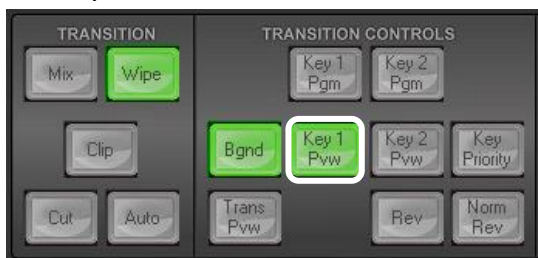 TRANSITION
TRANSITION CONTROLS
Mix
Wipe
Key 1
Pgm
Key 2
Pgm
Clip
Bgnd
Key 1
Pvw
Key 2
Pvw
Key
Priority
Cut
Auto
Trans
Pvw
Rev
Norm
Rev